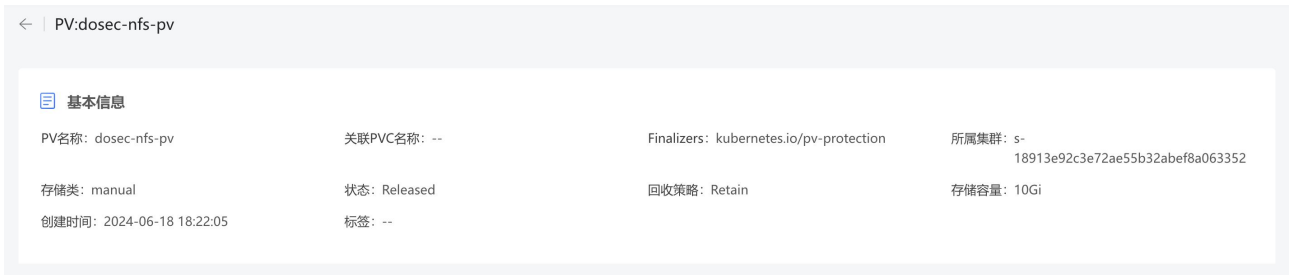 PV:dosec-nfs-pv
基本信息
PV名称：dosec-nfs-pv 关联PVC名称：-- Finalizers：kubernetes.io/pv-protection 所属集群：s-
18913e92c3e72ae55b32abef8a063352
存储类：manual 状态：Released 回收策略：Retain 存储容量：10Gi
创建时间：2024-06-18 18:22:05 标签：--